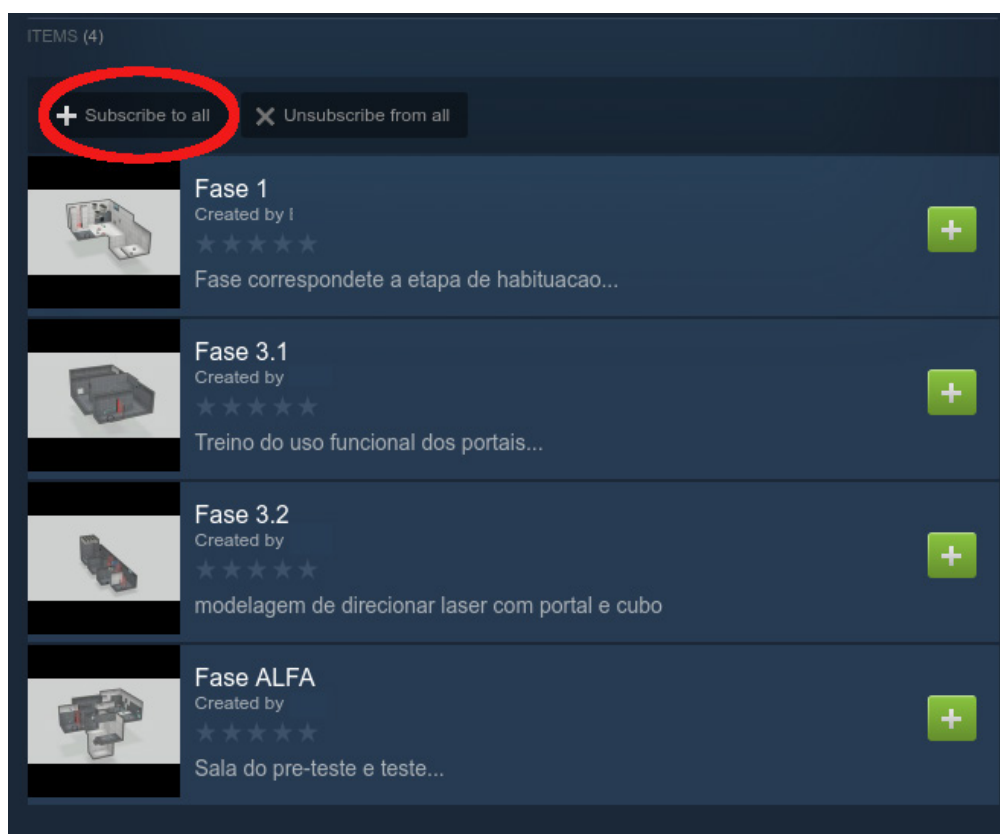 ITEMS (4)
Subscribe to all
Unsubscribe from all
Fase 1
Created by
Fase correspondete a etapa de habituacao...
Fase 3.1
Created by
Treino do uso funcional dos portais...
Fase 3.2
Created by
modelagem de direcionar laser com portal e cubo
Fase ALFA
Created by
Sala do pre-teste e teste...